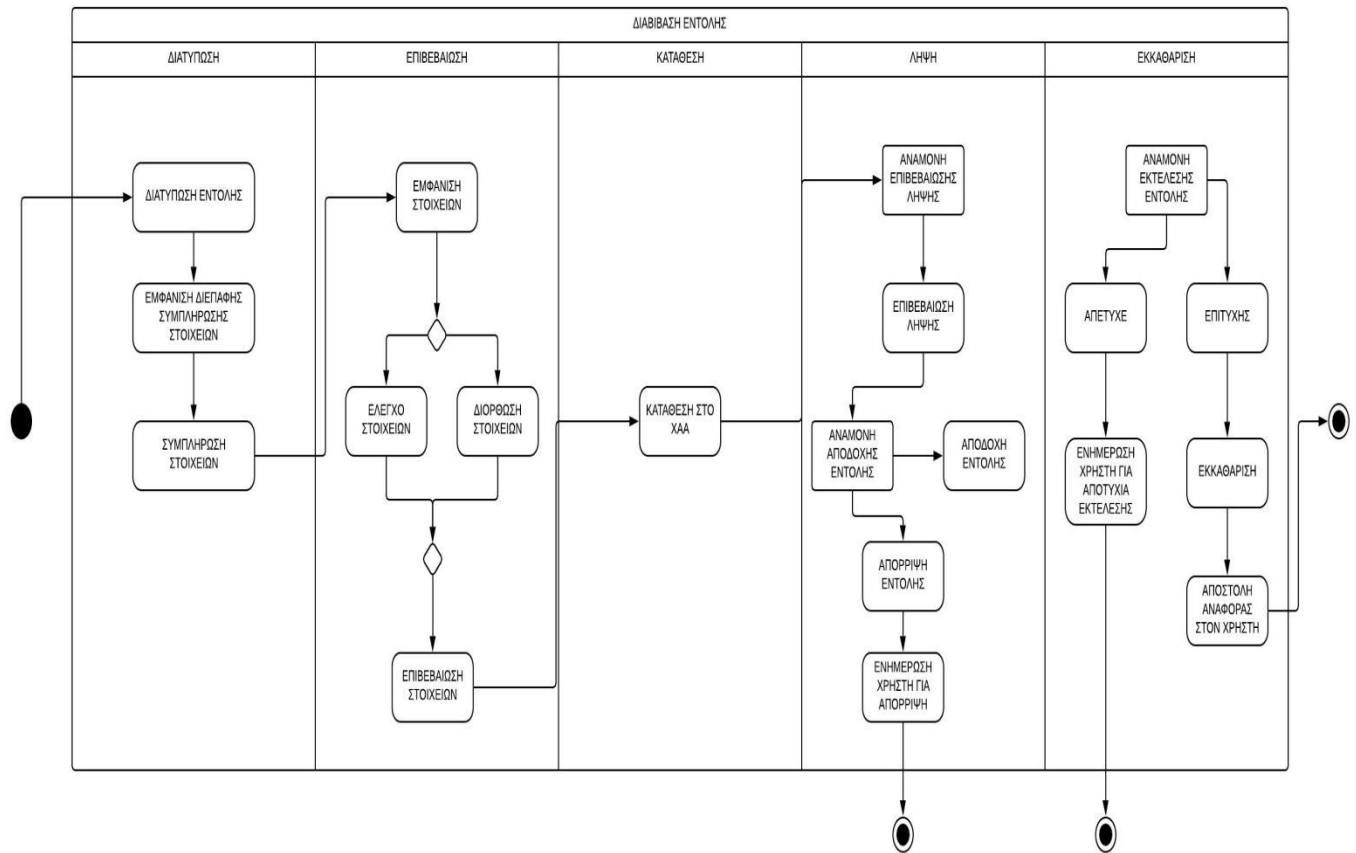 ΔΙΑΒΙΒΑΣΗ ΕΝΤΟΛΗΣ
ΔΙΑΤΥΠΩΣΗ
ΕΠΙΒΕΒΑΙΩΣΗ
ΚΑΤΑΘΕΣΗ
ΛΗΨΗ
ΕΚΚΑΘΑΡΙΣΗ
ΔΙΑΤΥΠΩΣΗ ΕΝΤΟΛΗΣ
ΕΜΦΑΝΙΣΗ ΔΙΕΠΑΦΗΣ
ΣΥΜΠΛΗΡΩΣΗΣ
ΣΤΟΙΧΕΙΩΝ
ΣΥΜΠΛΗΡΩΣΗ
ΣΤΟΙΧΕΙΩΝ
ΕΜΦΑΝΙΣΗ
ΣΤΟΙΧΕΙΩΝ
ΕΛΕΓΧΟ
ΣΤΟΙΧΕΙΩΝ
ΔΙΟΡΘΩΣΗ
ΣΤΟΙΧΕΙΩΝ
ΕΠΙΒΕΒΑΙΩΣΗ
ΣΤΟΙΧΕΙΩΝ
ΚΑΤΑΘΕΣΗ ΣΤΟ
ΧΑΑ
ΑΝΑΜΟΝΗ
ΕΠΙΒΕΒΑΙΩΣΗΣ
ΛΗΨΗΣ
ΕΠΙΒΕΒΑΙΩΣΗ
ΛΗΨΗΣ
ΑΝΑΜΟΝΗ
ΑΠΟΔΟΧΗΣ
ΕΝΤΟΛΗΣ
ΑΠΟΔΟΧΗ
ΕΝΤΟΛΗΣ
ΑΠΟΡΡΙΨΗ
ΕΝΤΟΛΗΣ
ΕΝΗΜΕΡΩΣΗ
ΧΡΗΣΤΗ ΓΙΑ
ΑΠΟΡΡΙΨΗ
ΑΝΑΜΟΝΗ
ΕΚΤΕΛΕΣΗΣ
ΕΝΤΟΛΗΣ
ΑΠΕΤΥΧΕ
ΕΠΙΤΥΧΗΣ
ΕΝΗΜΕΡΩΣΗ
ΧΡΗΣΤΗ ΓΙΑ
ΑΠΟΤΥΧΙΑ
ΕΚΤΕΛΕΣΗΣ
ΕΚΚΑΘΑΡΙΣΗ
ΑΠΟΣΤΟΛΗ
ΑΝΑΦΟΡΑΣ
ΣΤΟΝ ΧΡΗΣΤΗ